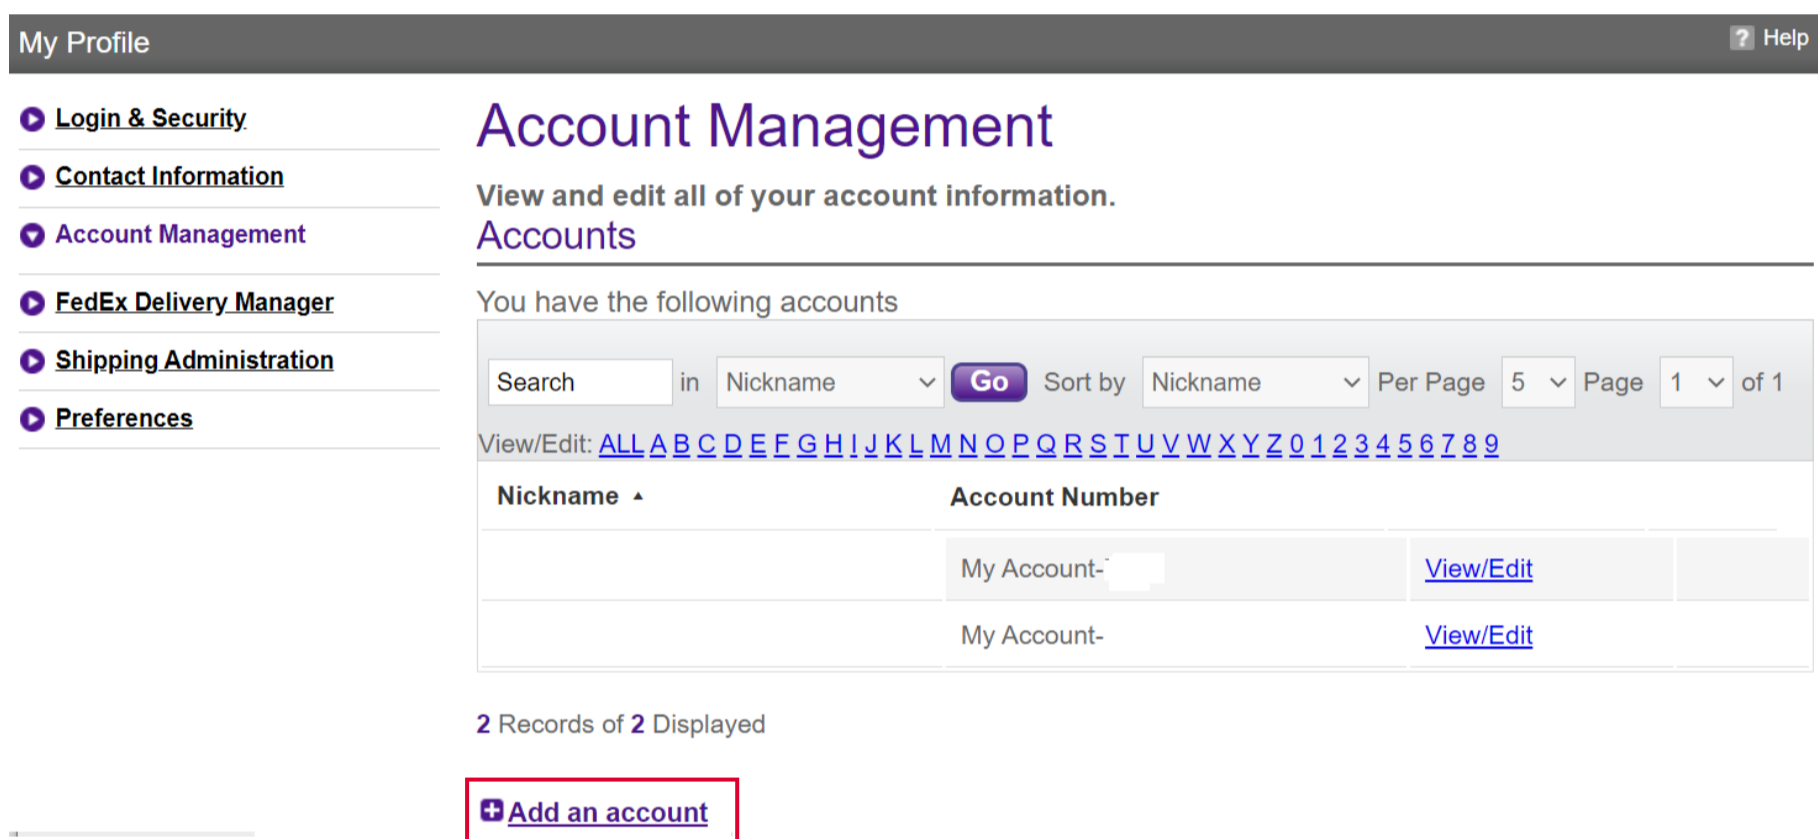 My Profile
? Help
Login & Security
Contact Information
Account Management
FedEx Delivery Manager
Shipping Administration
Preferences
Account Management
View and edit all of your account information.
Accounts
You have the following accounts
Search in Nickname Go Sort by Nickname Per Page 5 Page 1 of 1
View/Edit: ALL A B C D E F G H I J K L M N O P Q R S T U V W X Y Z 0 1 2 3 4 5 6 7 8 9
Nickname Account Number
My Account- View/Edit
My Account- View/Edit
2 Records of 2 Displayed
Add an account